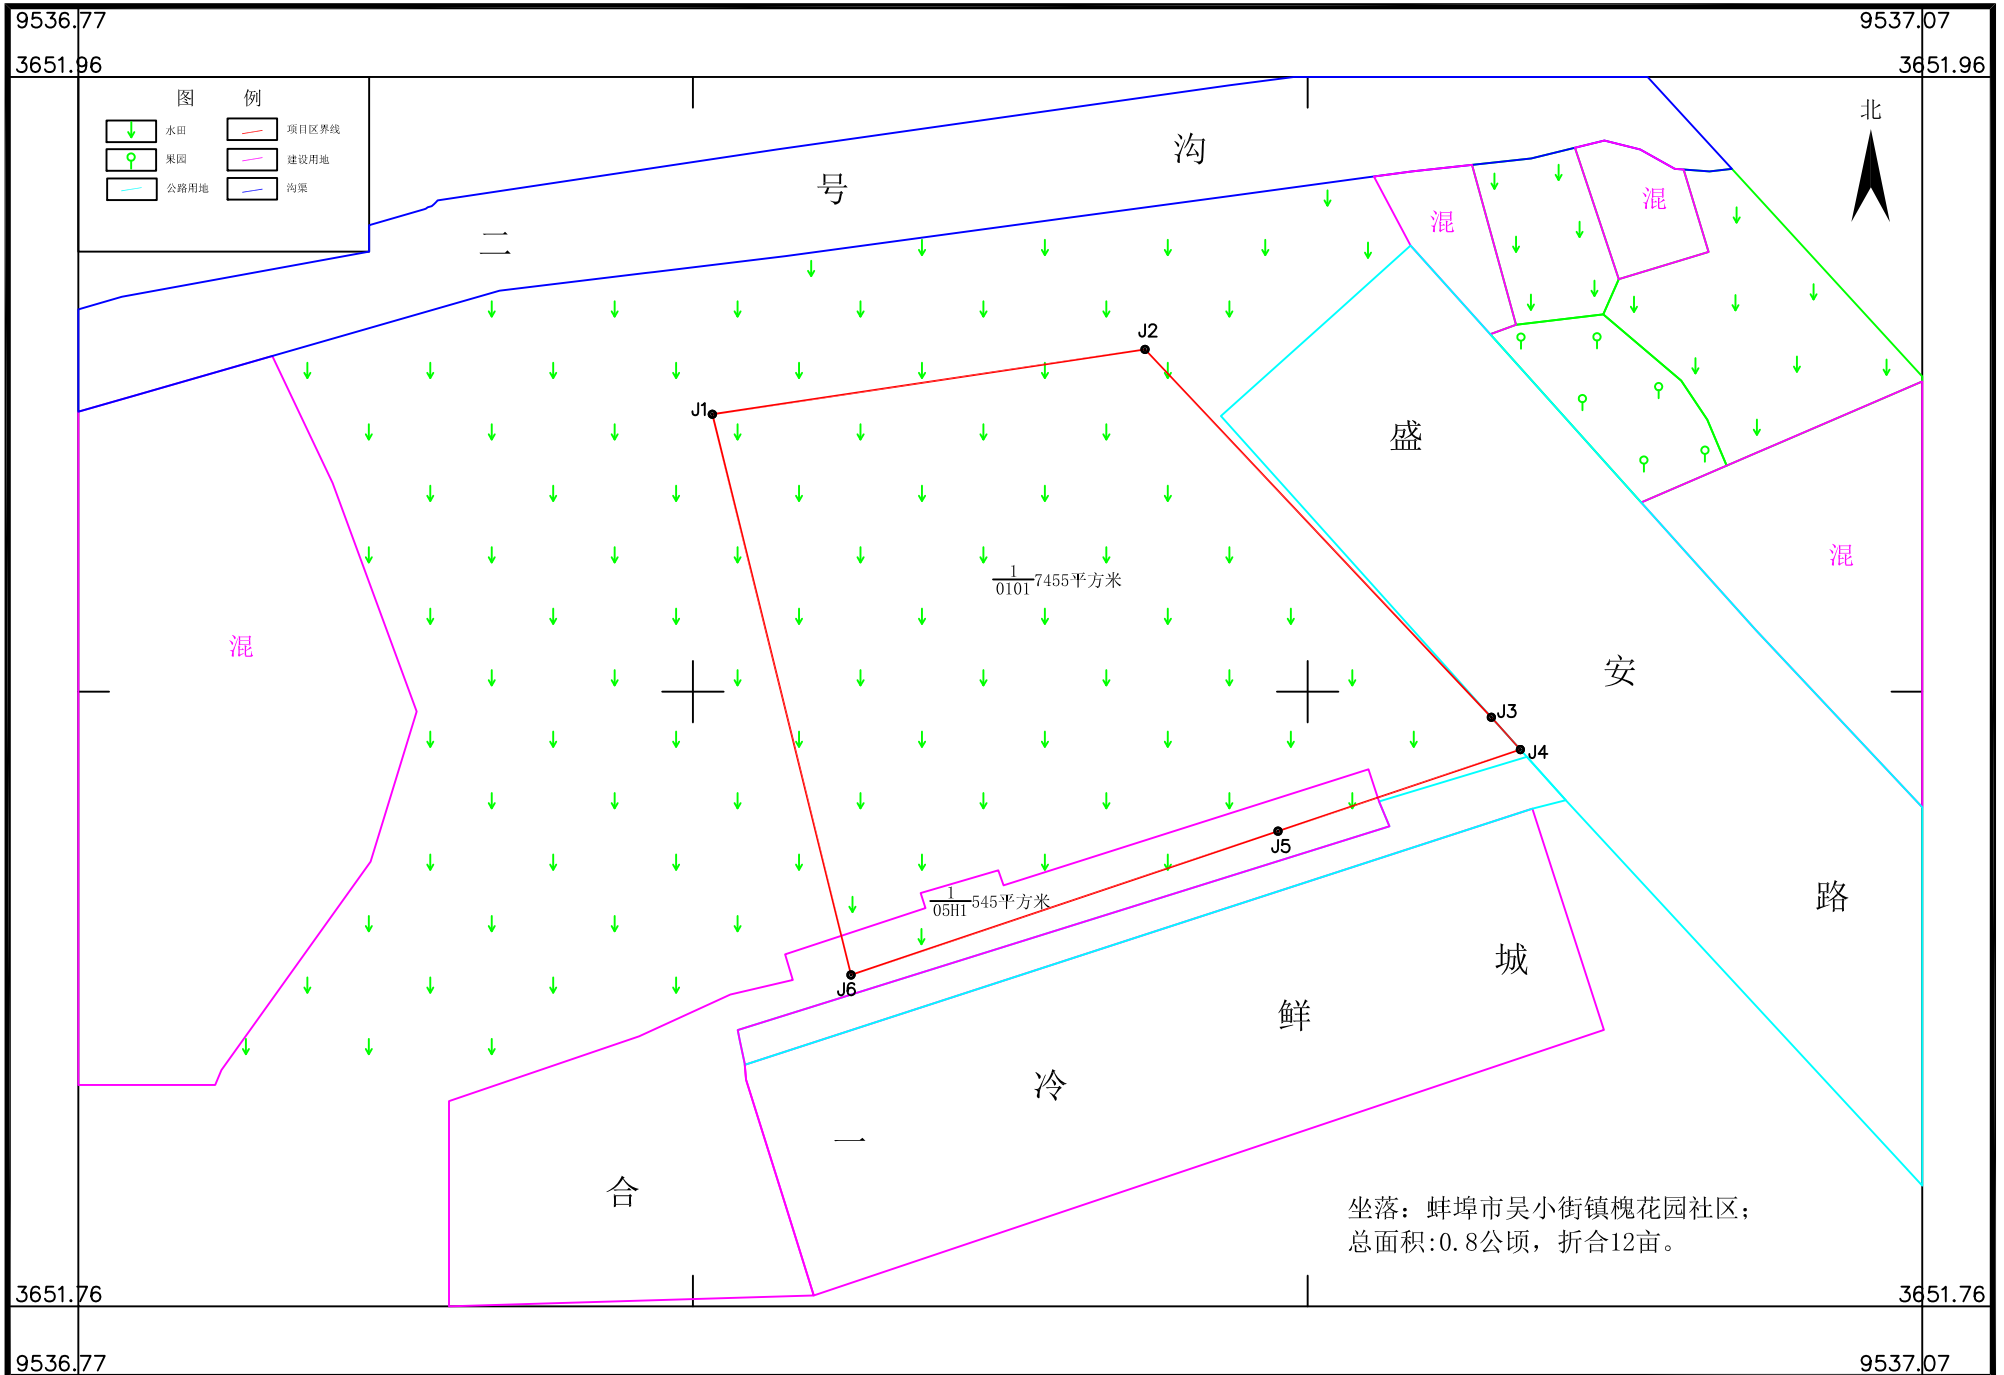 9536.77
9537.07
3651.96
3651.96
图 例
水田
项目区界线
果园
建设用地
公路用地
沟渠
北
二号沟
混
混
J2
J1
盛安路
混
1
0101
7455平方米
混
J3
J4
J5
1
05H1
545平方米
J6
合一冷鲜城
坐落：蚌埠市吴小街镇槐花园社区；
总面积:0.8公顷，折合12亩。
3651.76
3651.76
9536.77
9537.07